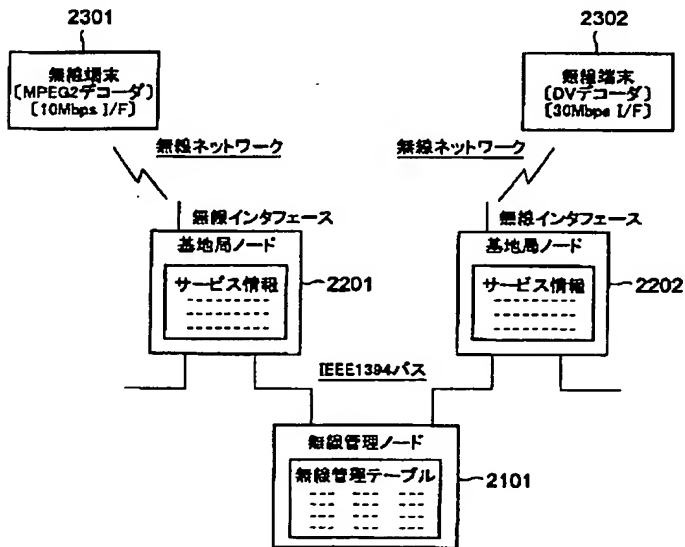 2301
無線端末
〔MPEG2デコーダ〕
〔10Mbps I/F〕
2302
無線端末
〔DVデコーダ〕
〔30Mbps I/F〕
無線ネットワーク
無線ネットワーク
無線インタフェース
無線インタフェース
基地局ノード
サービス情報
2201
基地局ノード
サービス情報
2202
IEEE1394バス
無線管理ノード
無線管理テーブル
2101